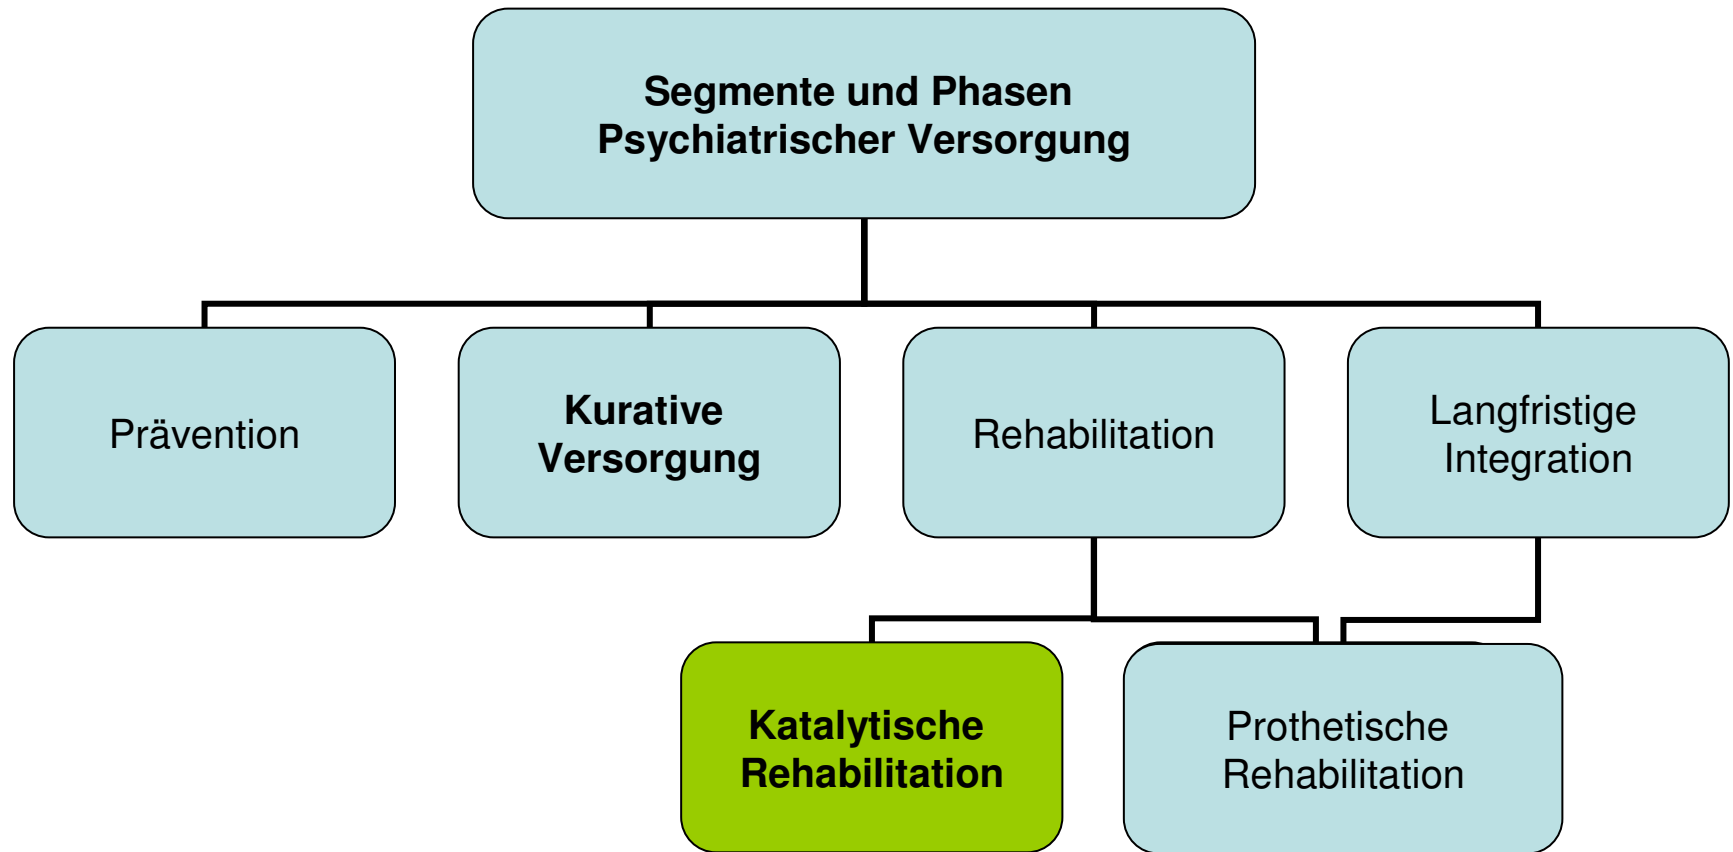 Segmente und Phasen
Psychiatrischer Versorgung
Prävention
Kurative
Versorgung
Rehabilitation
Langfristige
Integration
Katalytische
Rehabilitation
Prothetische
Rehabilitation